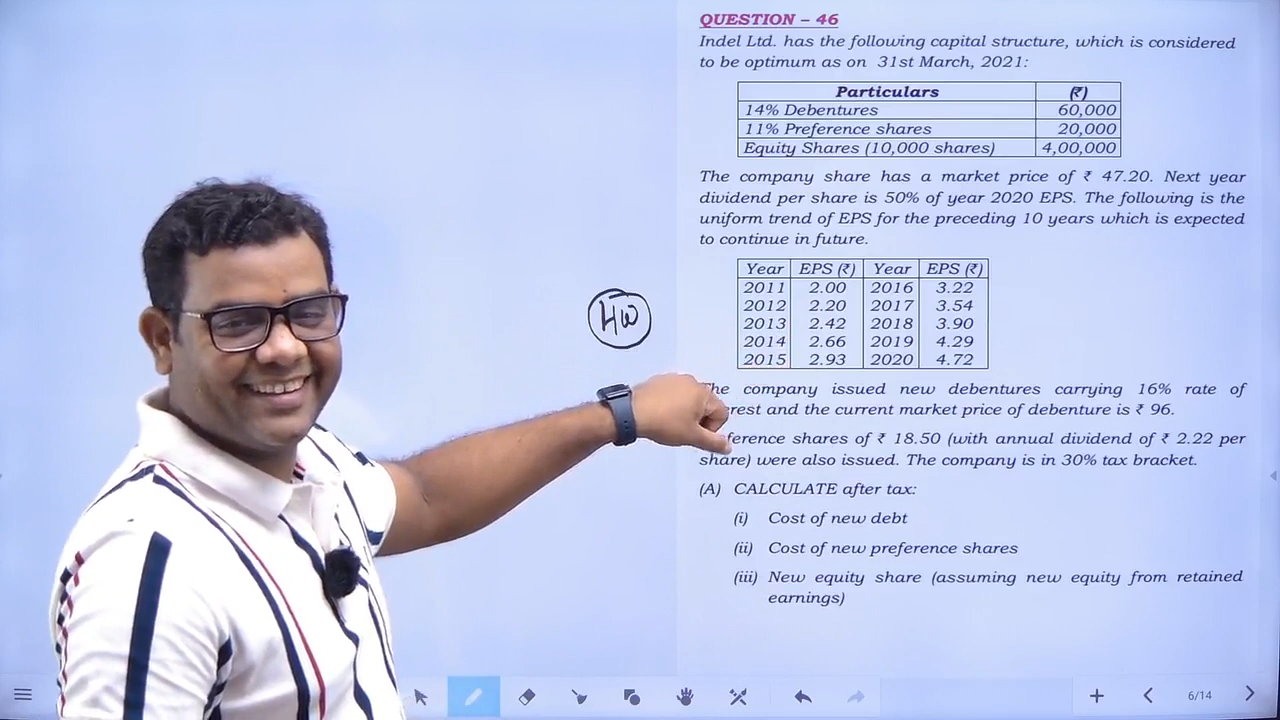 QUESTION – 46
Indel Ltd. has the following capital structure, which is considered
to be optimum as on 31st March, 2021:
Particulars (₹)
14% Debentures 60,000
11% Preference shares 20,000
Equity Shares (10,000 shares) 4,00,000
The company share has a market price of ₹ 47.20. Next year
dividend per share is 50% of year 2020 EPS. The following is the
uniform trend of EPS for the preceding 10 years which is expected
to continue in future.
Year EPS (₹) Year EPS (₹)
2011 2.00 2016 3.22
2012 2.20 2017 3.54
2013 2.42 2018 3.90
2014 2.66 2019 4.29
2015 2.93 2020 4.72
HW
The company issued new debentures carrying 16% rate of
erest and the current market price of debenture is ₹ 96.
ference shares of ₹ 18.50 (with annual dividend of ₹ 2.22 per
share) were also issued. The company is in 30% tax bracket.
(A) CALCULATE after tax:
(i) Cost of new debt
(ii) Cost of new preference shares
(iii) New equity share (assuming new equity from retained
earnings)
6/14